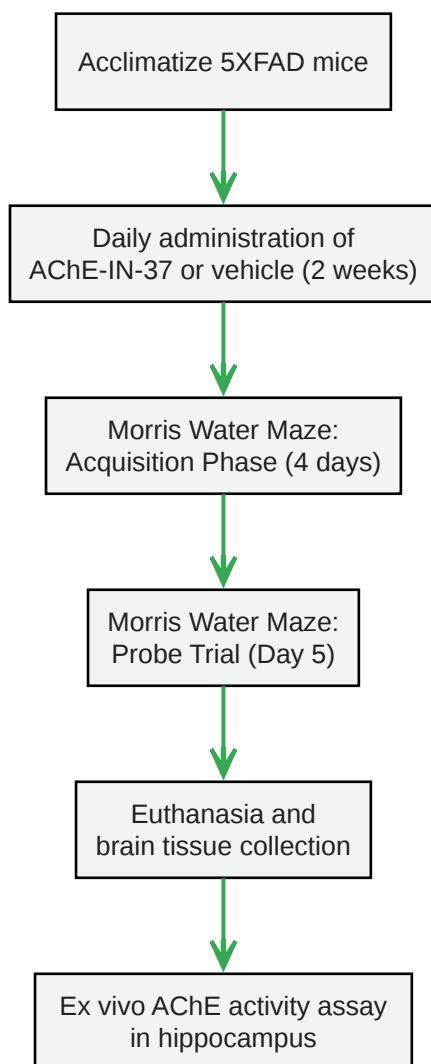 Acclimatize 5XFAD mice
Daily administration of
AChE-IN-37 or vehicle (2 weeks)
Morris Water Maze:
Acquisition Phase (4 days)
Morris Water Maze:
Probe Trial (Day 5)
Euthanasia and
brain tissue collection
Ex vivo AChE activity assay
in hippocampus